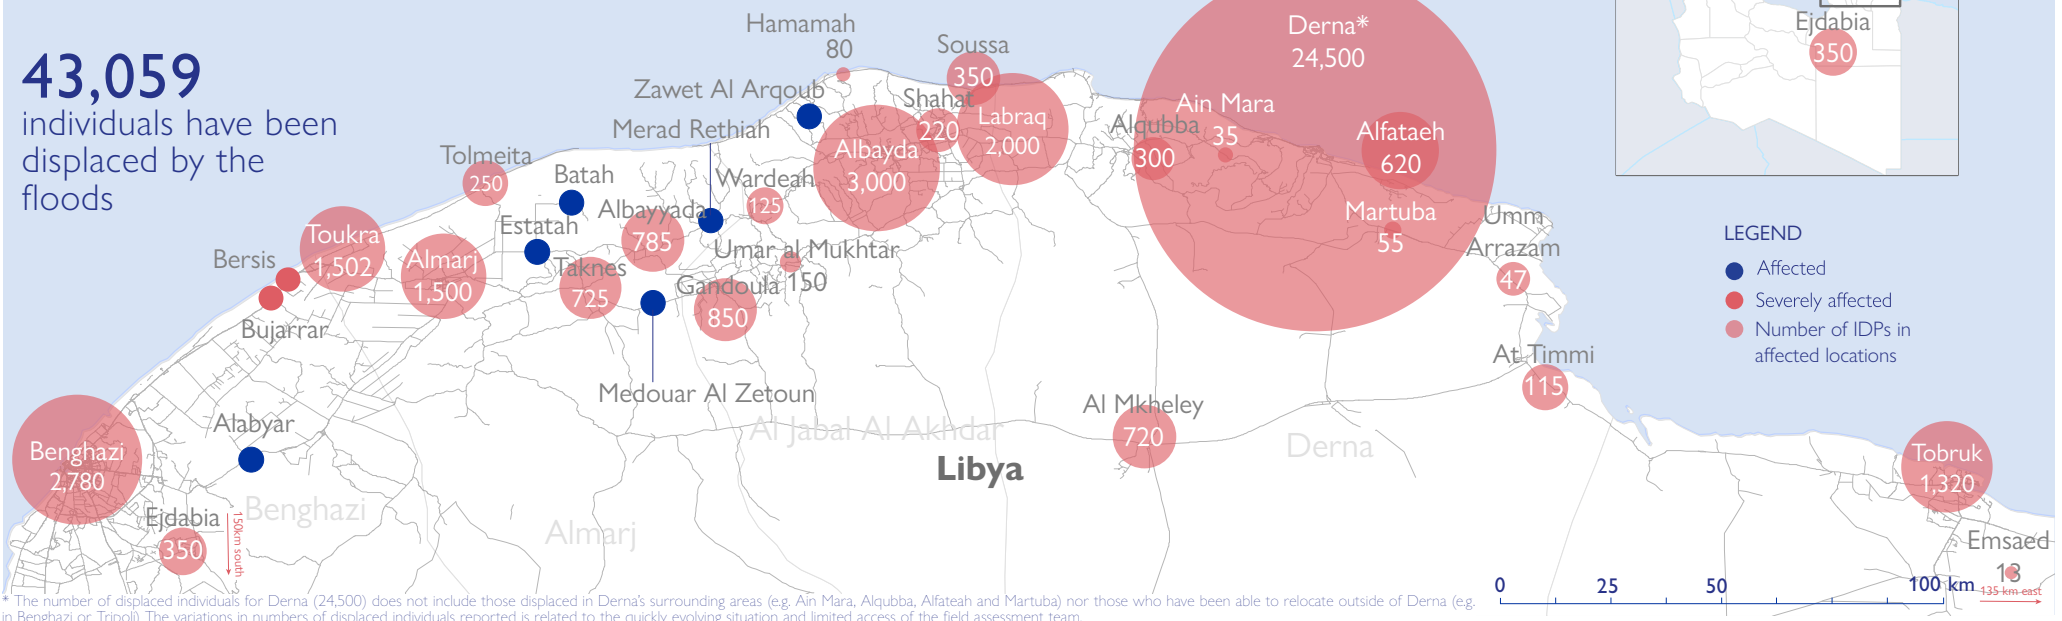 43,059
individuals have been
displaced by the
floods
Hamamah
80
Zawet Al Arqoub
Merad Rethiah
Soussa
350
Shahat
220
Labraq
2,000
Albayda
3,000
Derna*
24,500
Ain Mara
35
Alqubba
300
Alfataeh
620
Martuba
55
Umm
Arrazam
47
Tolmeita
250
Batah
Estatah
Albayyada
785
Wardeah
125
Umar al Mukhtar
150
Gandoula
850
Taknes
725
Toukra
1,502
Almarj
1,500
Bersis
Bujarrar
Medouar Al Zetoun
At Timmi
115
Al Mkheley
720
Al Jabal Al Akhdar
Derna
Libya
Benghazi
2,780
Alabyar
Benghazi
Almarj
Ejdabia
350
150km south
Tobruk
1,320
Emsaed
13
135 km east
Ejdabia
350
LEGEND
Affected
Severely affected
Number of IDPs in
affected locations
0 25 50 100 km
* The number of displaced individuals for Derna (24,500) does not include those displaced in Derna's surrounding areas (e.g. Ain Mara, Alqubba, Alfateah and Martuba) nor those who have been able to relocate outside of Derna (e.g.
in Benghazi or Tripoli) The variations in numbers of displaced individuals reported is related to the quickly evolving situation and limited access of the field assessment team.